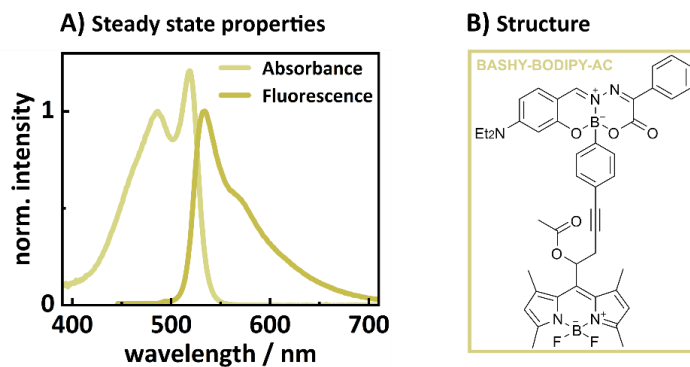 A) Steady state properties
norm. intensity
1
0
Absorbance
Fluorescence
400
500
600
700
wavelength / nm
B) Structure
BASHY-BODIPY-AC
N+
N
B-
O
O
O
Et2N
O
O
N
N+
B-
F
F